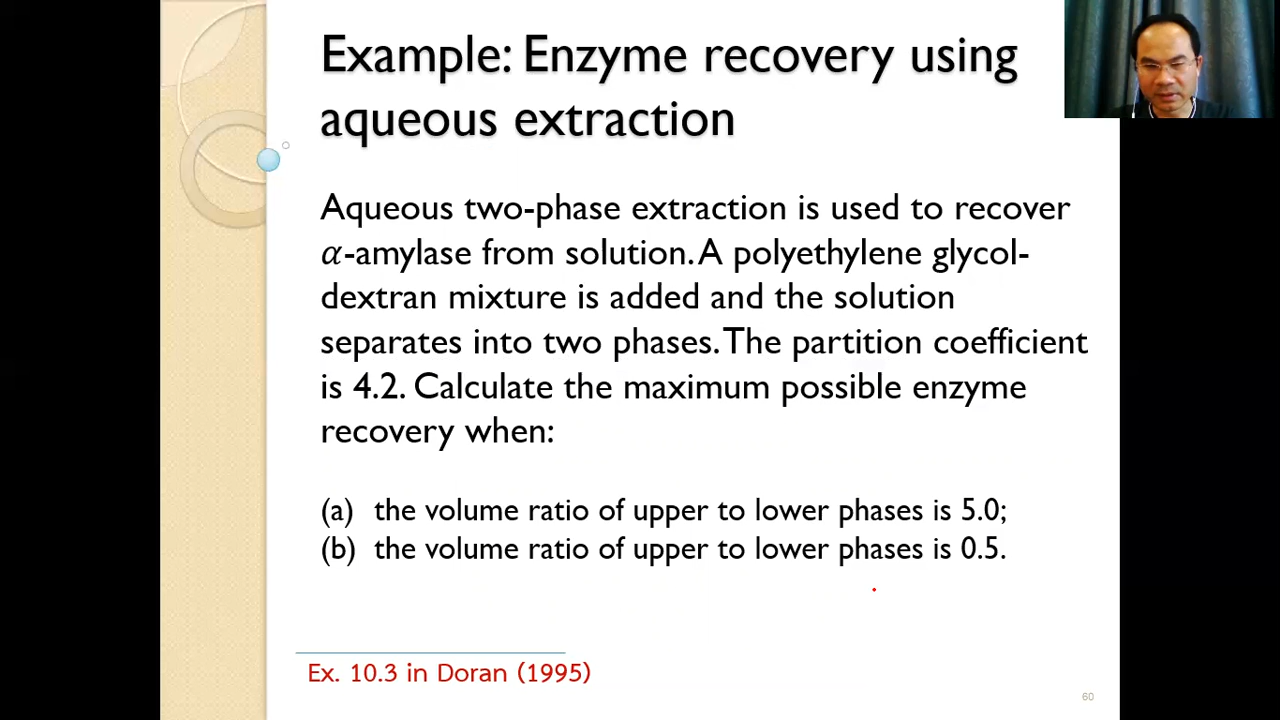 Example: Enzyme recovery using
aqueous extraction
Aqueous two-phase extraction is used to recover
α-amylase from solution. A polyethylene glycol-
dextran mixture is added and the solution
separates into two phases. The partition coefficient
is 4.2. Calculate the maximum possible enzyme
recovery when:
(a) the volume ratio of upper to lower phases is 5.0;
(b) the volume ratio of upper to lower phases is 0.5.
Ex. 10.3 in Doran (1995)
60